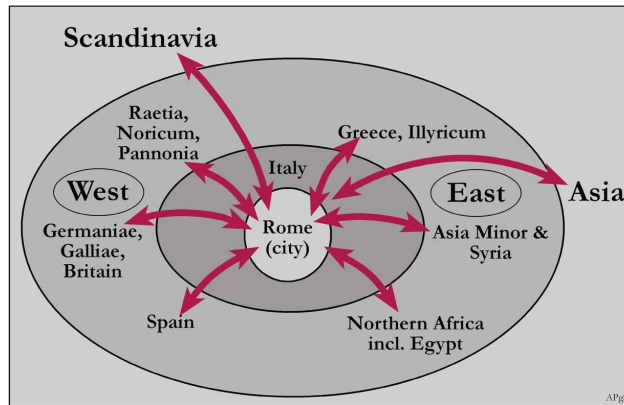 Scandinavia
Raetia,
Noricum,
Pannonia
Greece, Illyricum
Italy
West
East
Asia
Germaniae,
Galliae,
Britain
Rome
(city)
Asia Minor &
Syria
Spain
Northern Africa
incl. Egypt